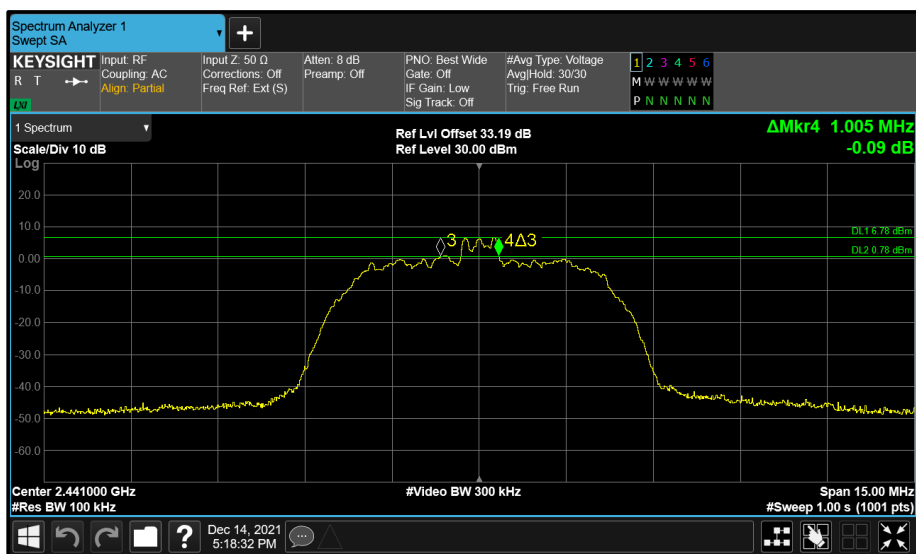 Spectrum Analyzer 1
Swept SA
+
KEYSIGHT
R T
LXI
Input: RF
Coupling: AC
Align: Partial
Input Z: 50 Ω
Corrections: Off
Freq Ref: Ext (S)
Atten: 8 dB
Preamp: Off
PNO: Best Wide
Gate: Off
IF Gain: Low
Sig Track: Off
#Avg Type: Voltage
Avg|Hold: 30/30
Trig: Free Run
1 2 3 4 5 6
M W W W W W
P N N N N N
1 Spectrum
Scale/Div 10 dB
Log
Ref Lvl Offset 33.19 dB
Ref Level 30.00 dBm
ΔMkr4 1.005 MHz
-0.09 dB
20.0
10.0
0.00
-10.0
-20.0
-30.0
-40.0
-50.0
-60.0
3
4Δ3
DL1 6.78 dBm
DL2 0.78 dBm
Center 2.441000 GHz
#Res BW 100 kHz
#Video BW 300 kHz
Span 15.00 MHz
#Sweep 1.00 s (1001 pts)
?
Dec 14, 2021
5:18:32 PM